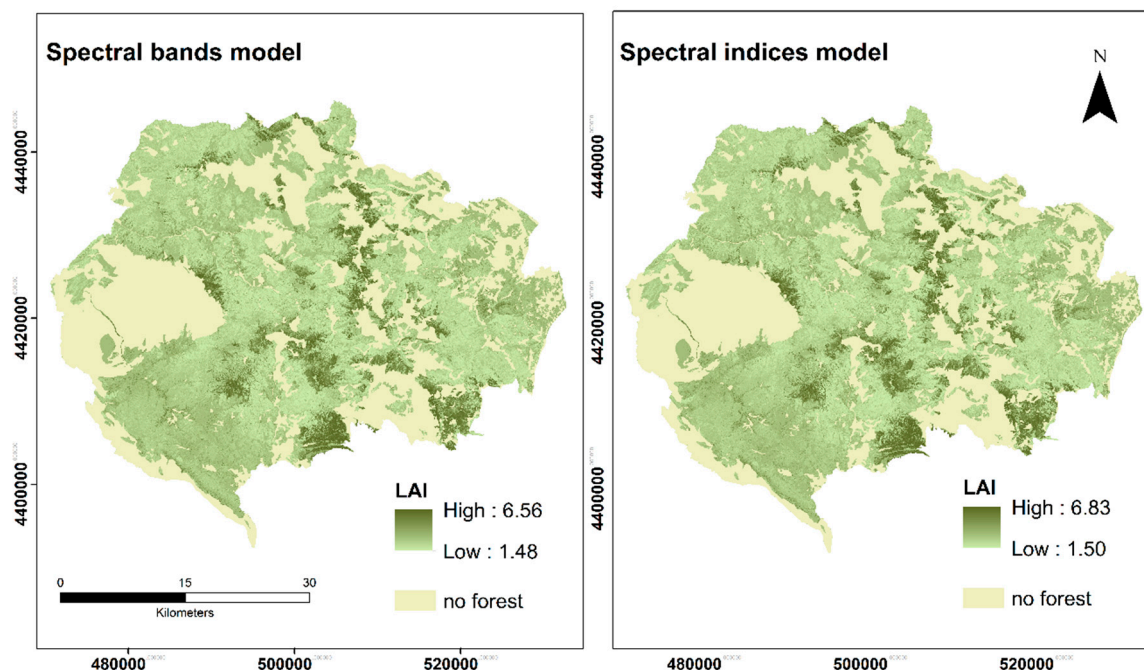 Spectral bands model
Spectral indices model
N
4440000
4420000
4400000
4440000
4420000
4400000
LAI
High : 6.56
Low : 1.48
no forest
LAI
High : 6.83
Low : 1.50
no forest
0 15 30
Kilometers
480000 500000 520000
480000 500000 520000